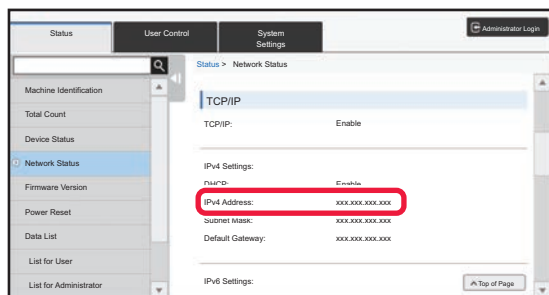 Status
User Control
System
Settings
Administrator Login
Status > Network Status
Machine Identification
Total Count
Device Status
Network Status
Firmware Version
Power Reset
Data List
List for User
List for Administrator
TCP/IP
TCP/IP: Enable
IPv4 Settings:
DHCP: Enable
IPv4 Address: xxx.xxx.xxx.xxx
Subnet Mask: xxx.xxx.xxx.xxx
Default Gateway: xxx.xxx.xxx.xxx
IPv6 Settings:
Top of Page